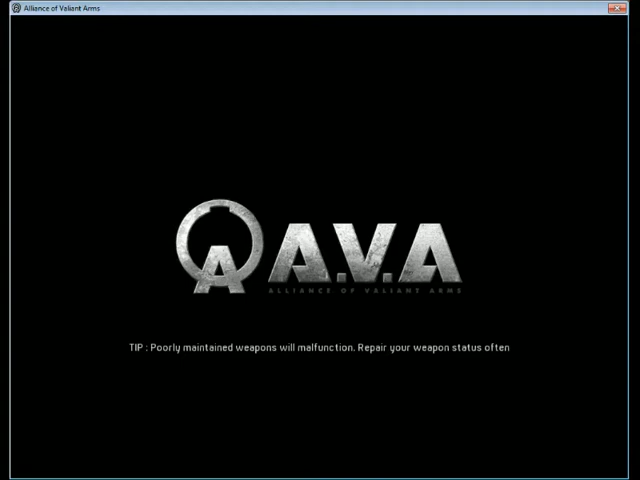 Alliance of Valiant Arms
A.V.A
ALLIANCE OF VALIANT ARMS
TIP : Poorly maintained weapons will malfunction. Repair your weapon status often